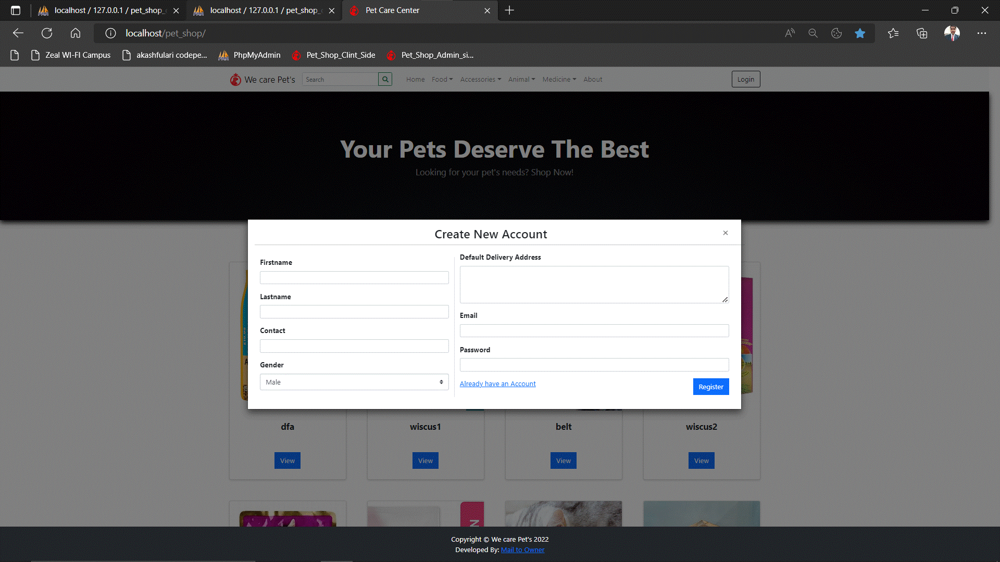 localhost / 127.0.0.1 / pet_shop_
localhost / 127.0.0.1 / pet_shop_
Pet Care Center
localhost/pet_shop/
Zeal WI-FI Campus
akashfulari codepe...
PhpMyAdmin
Pet_Shop_Clint_Side
Pet_Shop_Admin_si...
We care Pet's
Search
Home
Food
Accessories
Animal
Medicine
About
Login
Your Pets Deserve The Best
Looking for your pet's needs? Shop Now!
Create New Account
Firstname
Lastname
Contact
Gender
Male
Default Delivery Address
Email
Password
Already have an Account
Register
dfa
wiscus1
belt
wiscus2
View
View
View
View
Copyright © We care Pet's 2022
Developed By: Mail to Owner